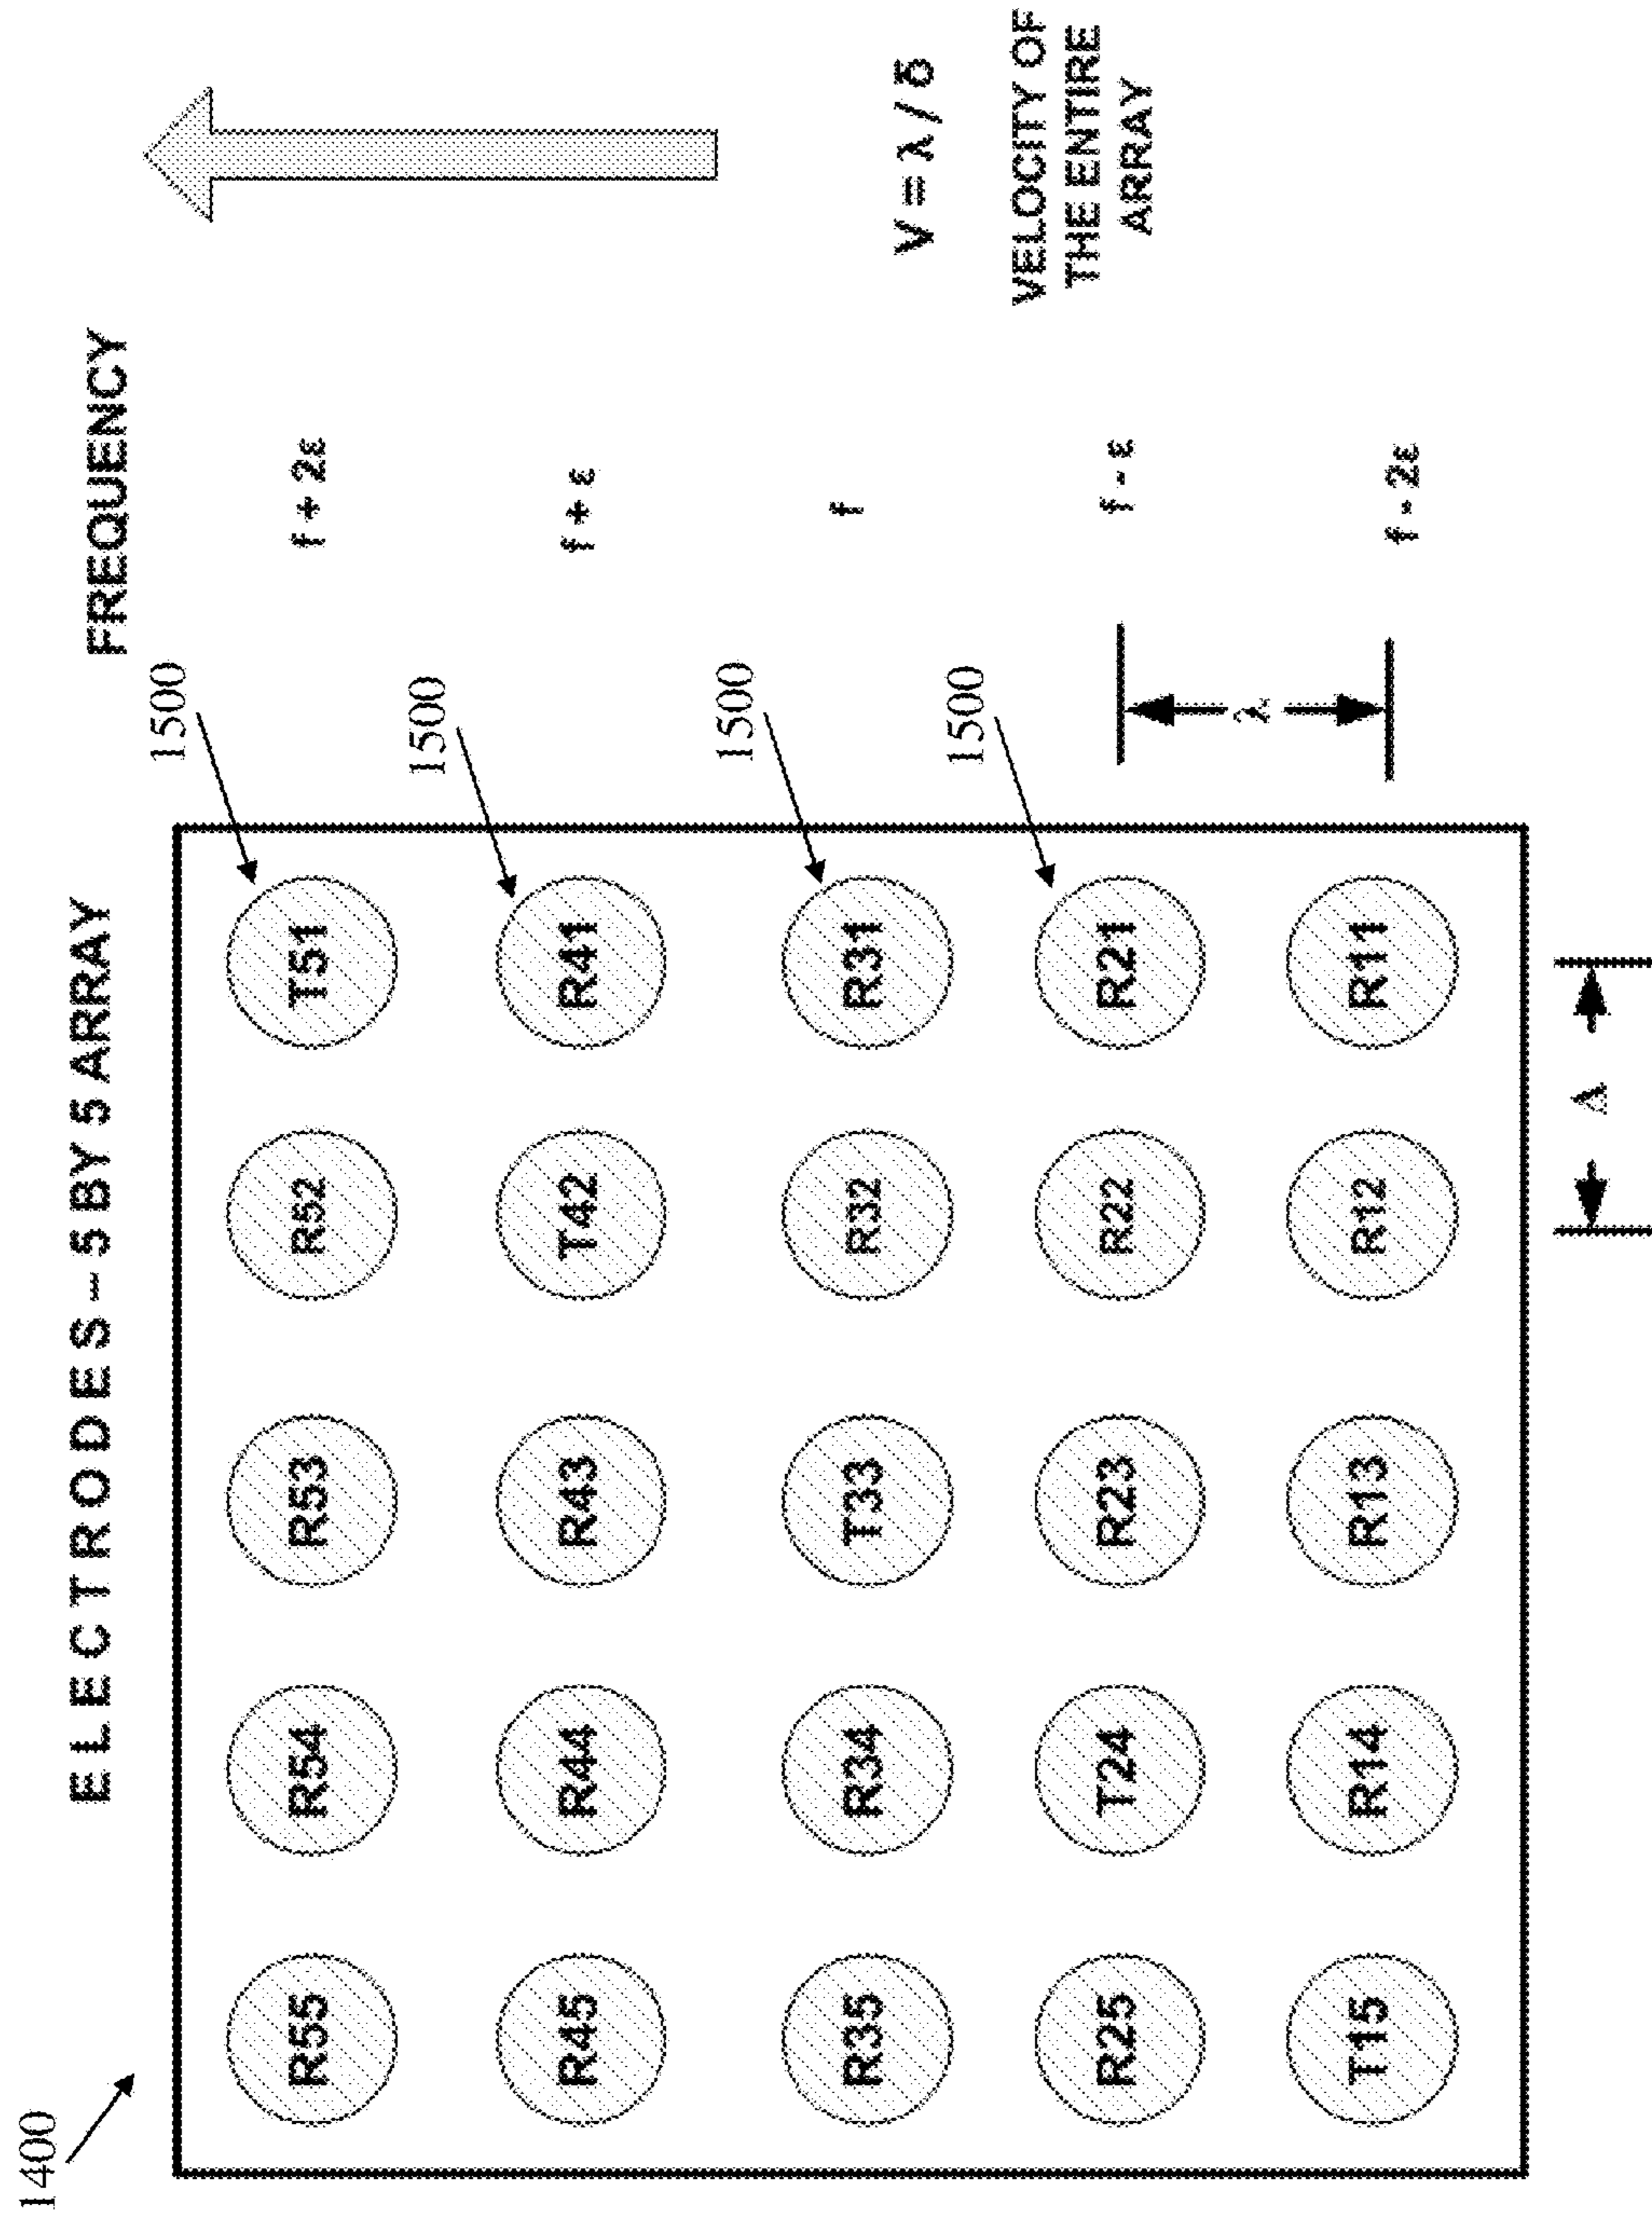 1400
ELECTRODES – 5 BY 5 ARRAY
FREQUENCY
1500
R55 R54 R53 R52 T51 f + 2ε
1500
R45 R44 R43 T42 R41 f + ε
1500
R35 R34 T33 R32 R31 f
1500
R25 T24 R23 R22 R21 f - ε
λ
T15 R14 R13 R12 R11 f - 2ε
Δ
V = λ / δ
VELOCITY OF
THE ENTIRE
ARRAY